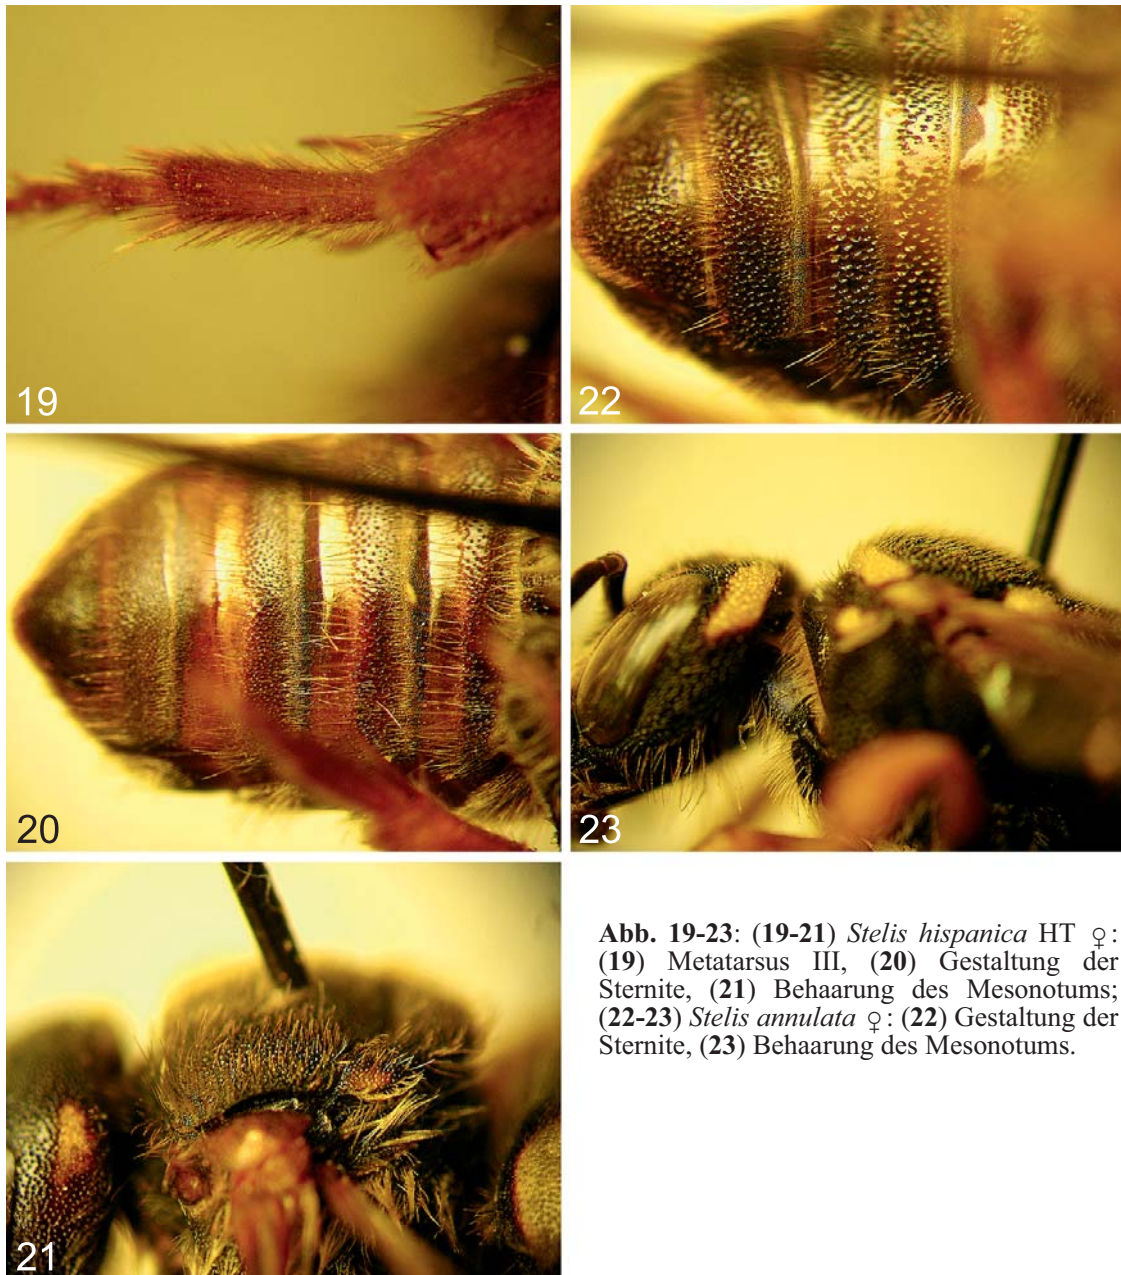 19
22
20
23
21
Abb. 19-23: (19-21) Stelis hispanica HT ♀:
(19) Metatarsus III, (20) Gestaltung der
Sternite, (21) Behaarung des Mesonotums;
(22-23) Stelis annulata ♀: (22) Gestaltung der
Sternite, (23) Behaarung des Mesonotums.